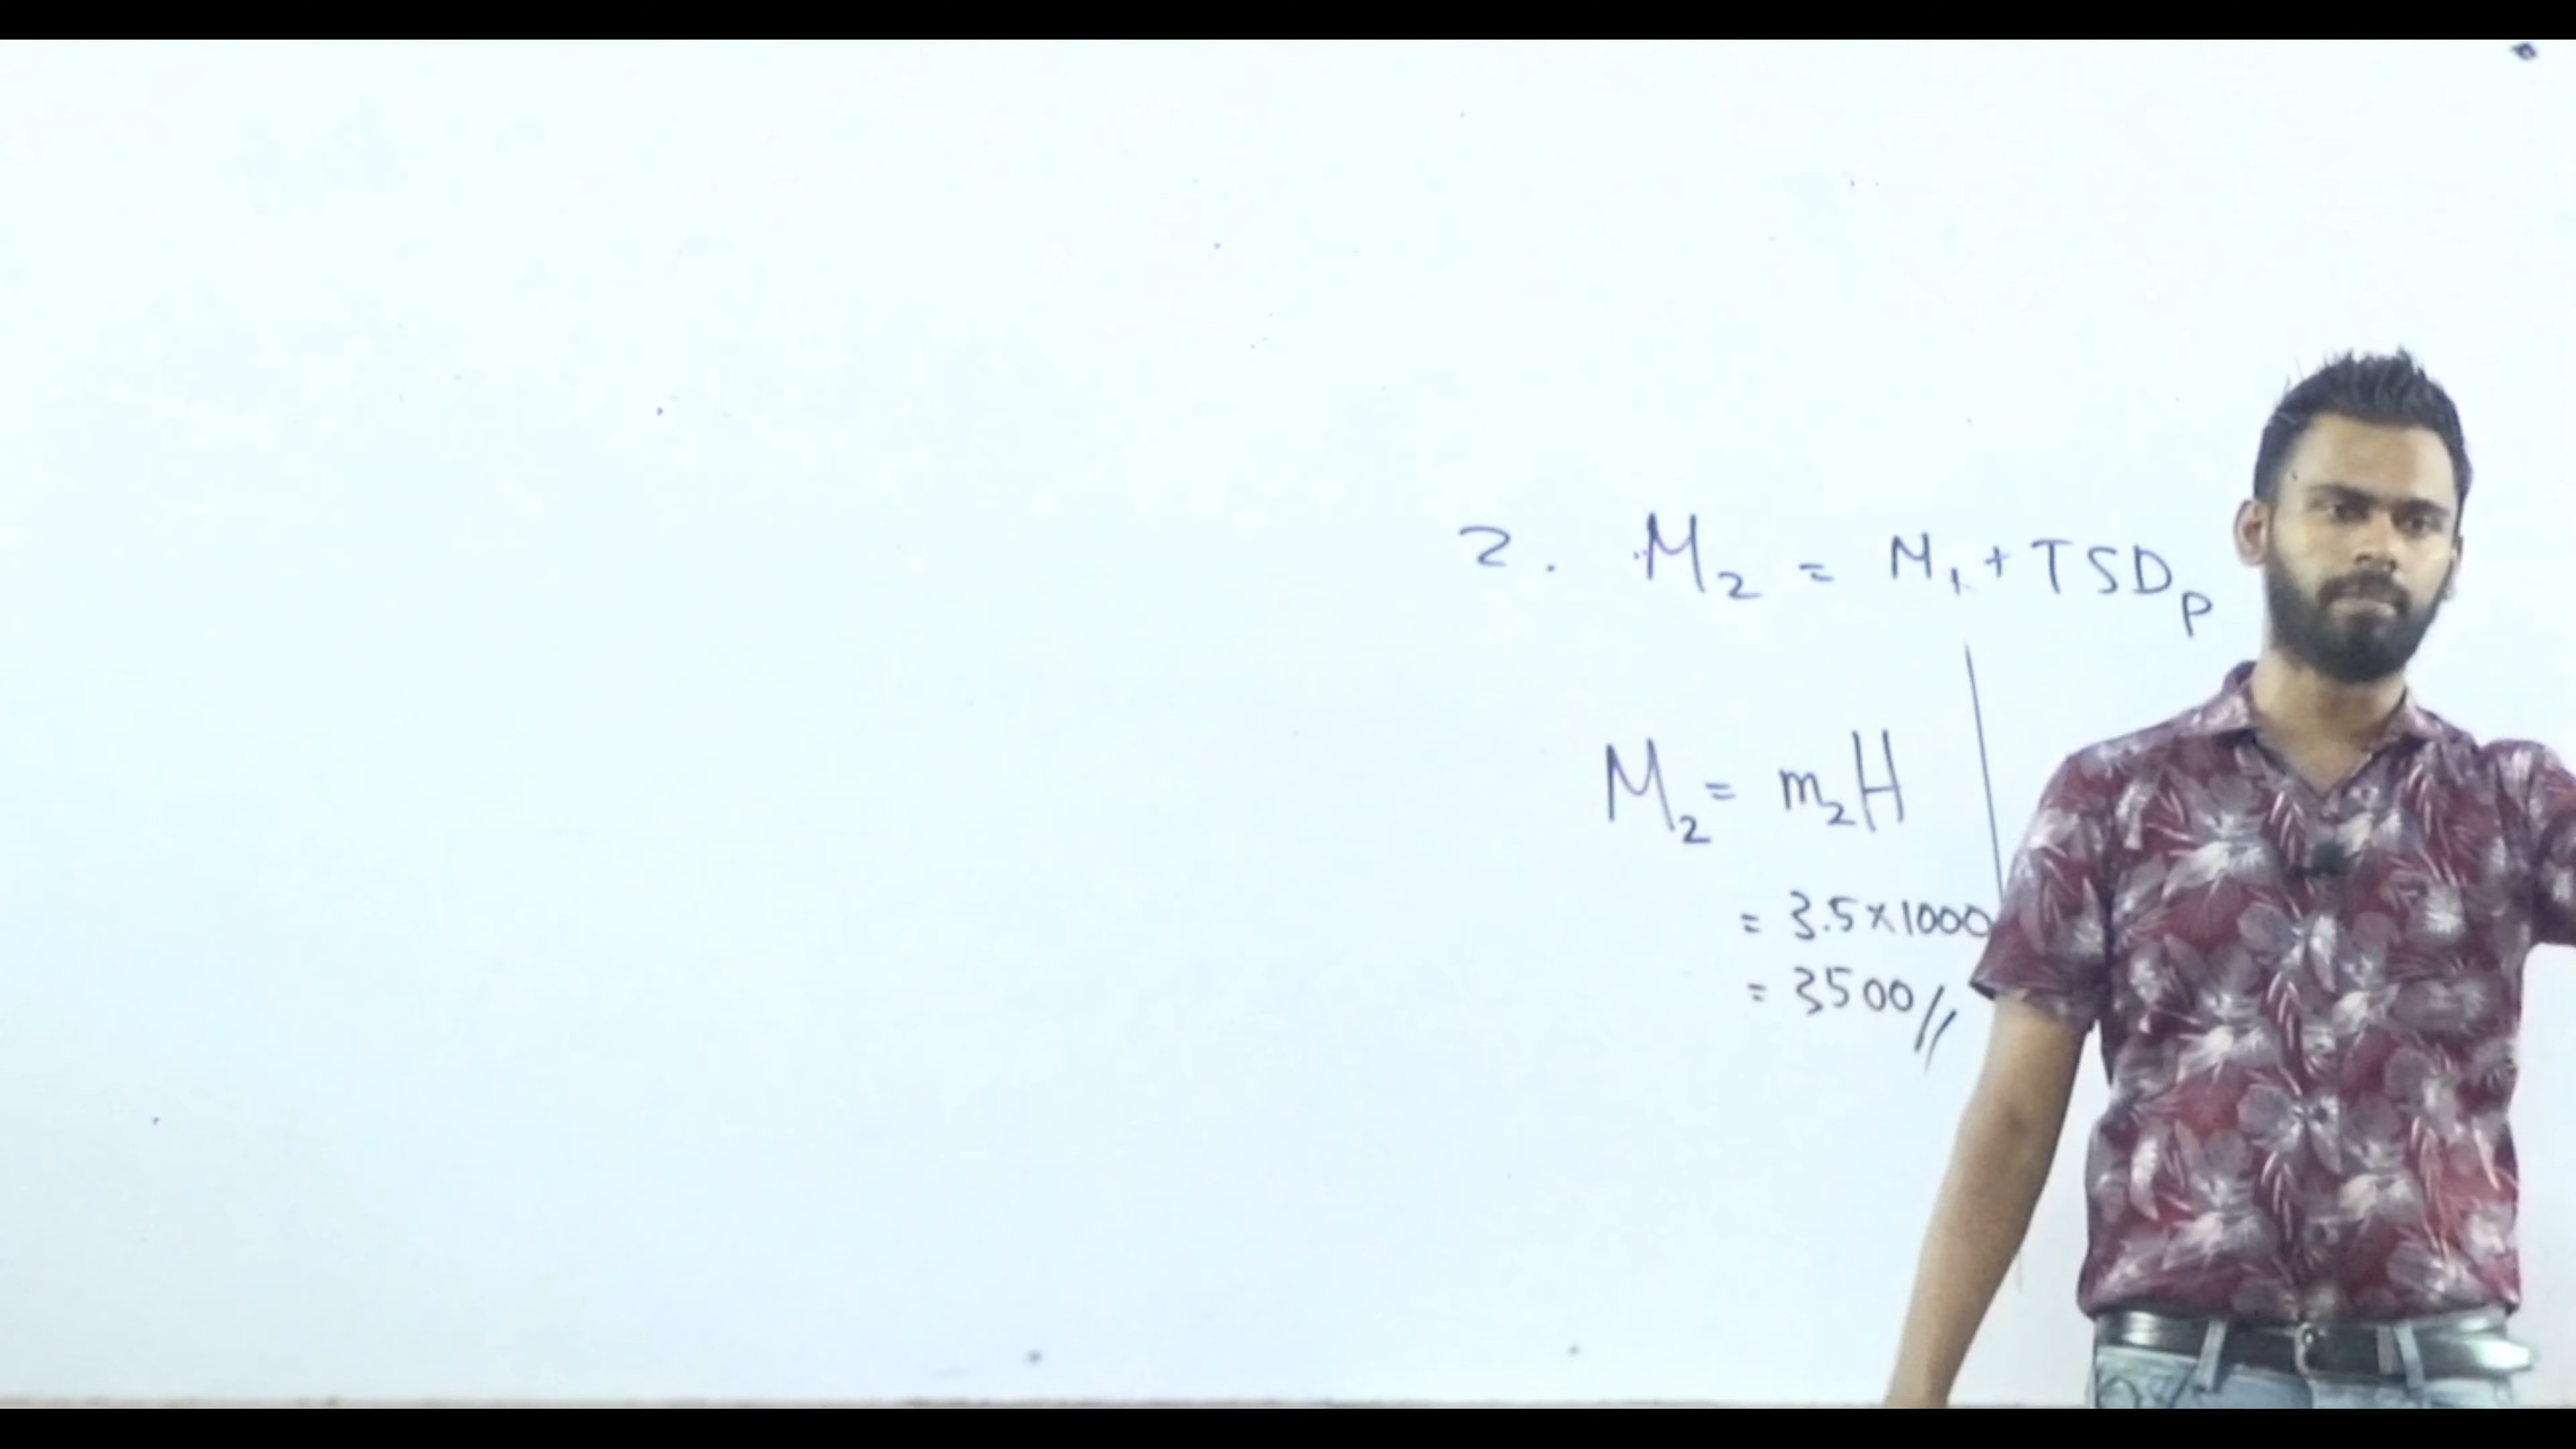 2. M₂ = M₁ + TSDₚ
M₂ = m₂H
= 3.5×1000
= 3500//